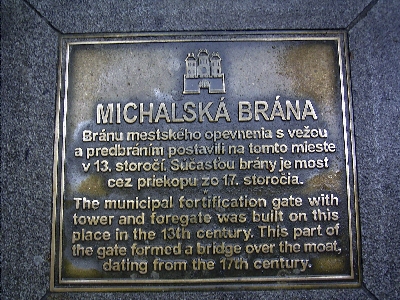 MICHALSKÁ BRÁNA
Bránu mestského opevnenia s vežou
a predbráním postavili na tomto mieste
v 13. storočí. Súčasťou brány je most
cez priekopu zo 17. storočia.
The municipal fortification gate with
tower and foregate was built on this
place in the 13th century. This part of
the gate formed a bridge over the moat,
dating from the 17th century.